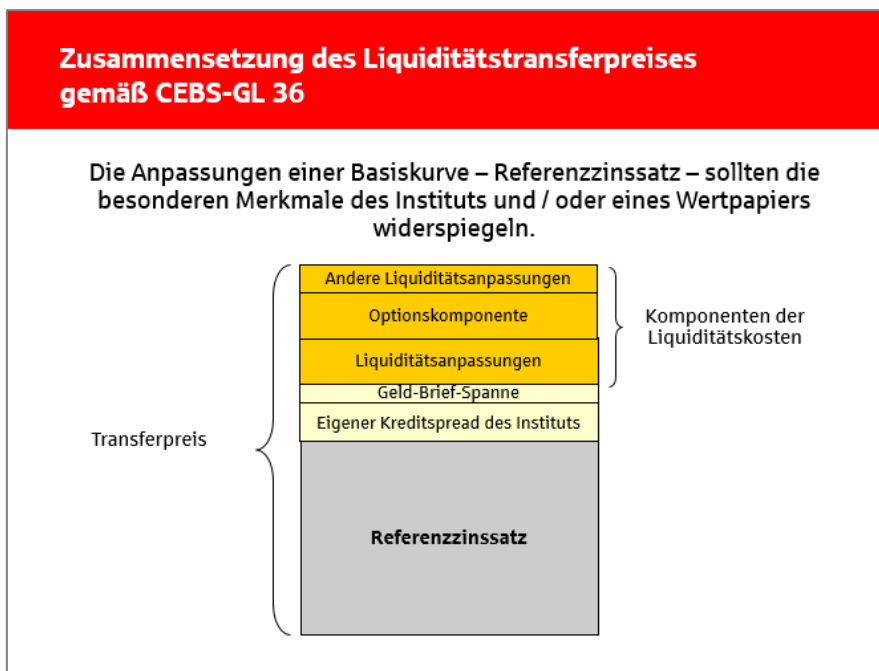 Zusammensetzung des Liquiditätstransferpreises
gemäß CEBS-GL 36
Die Anpassungen einer Basiskurve – Referenzzinssatz – sollten die
besonderen Merkmale des Instituts und / oder eines Wertpapiers
widerspiegeln.
Andere Liquiditätsanpassungen
Optionskomponente
Liquiditätsanpassungen
Geld-Brief-Spanne
Eigener Kreditspread des Instituts
Referenzzinssatz
Transferpreis
Komponenten der
Liquiditätskosten